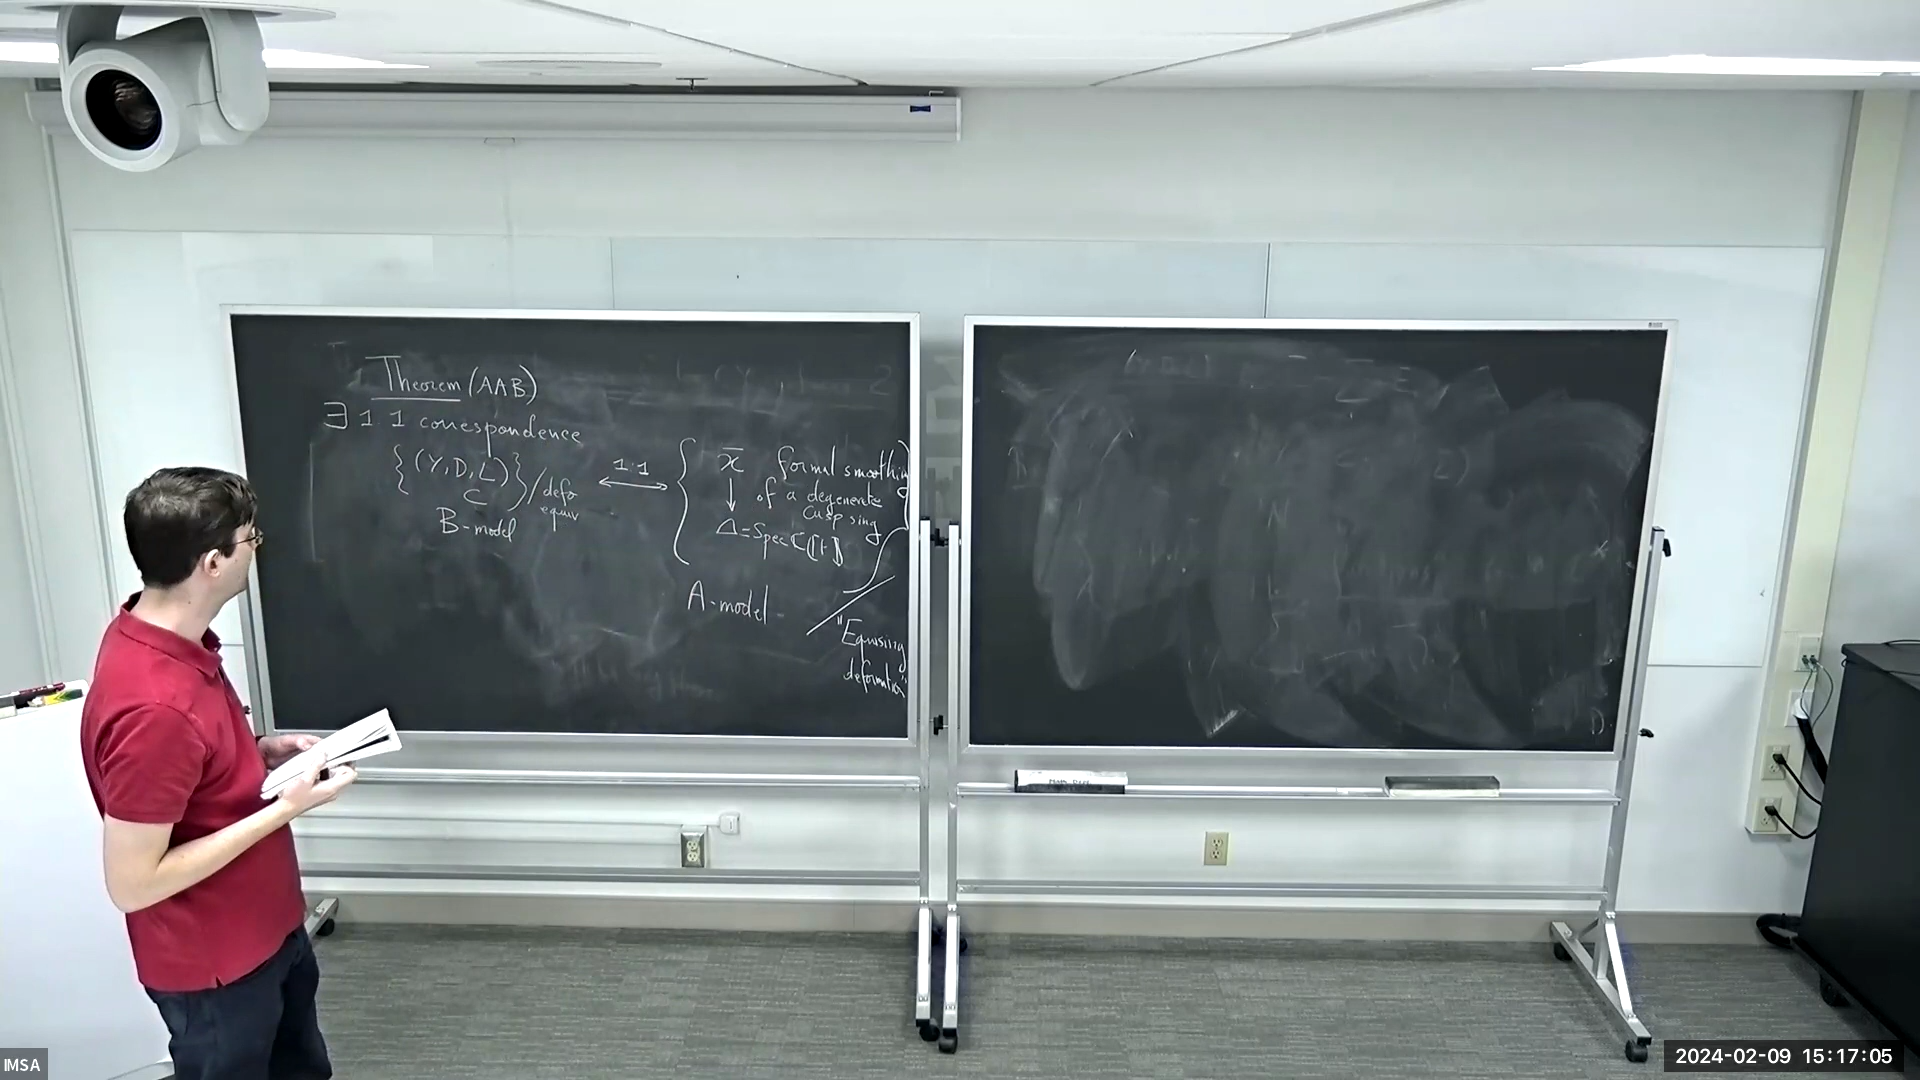 Theorem (AAB)
∃ 1:1 correspondence
{(Y,D,L)}/defo equiv
C
B-model
1:1
x̄ formal smoothing
↓ of a degenerate
cusp sing
Δ=Spec C[[t]]
A-model
"Equising
deformation"
IMSA
2024-02-09 15:17:05